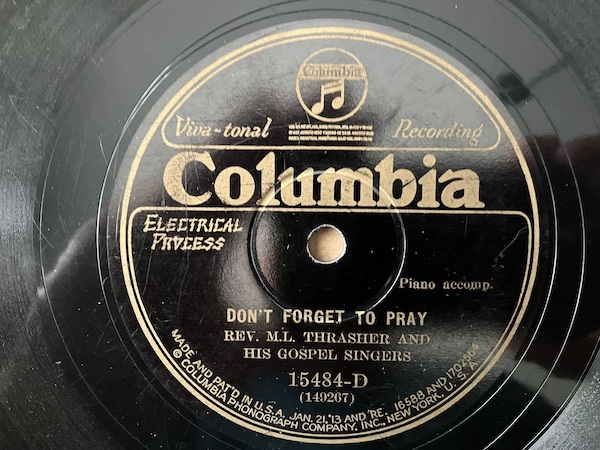 Columbia
Viva-tonal Recording
Columbia
ELECTRICAL
PROCESS
Piano accomp.
DON'T FORGET TO PRAY
REV. M.L. THRASHER AND
HIS GOSPEL SINGERS
15484-D
(149267)
MADE AND PAT'D IN U.S.A. JAN. 21,'13 AND RE. 16588 AND 1702564
© COLUMBIA PHONOGRAPH COMPANY, INC., NEW YORK, U.S.A.